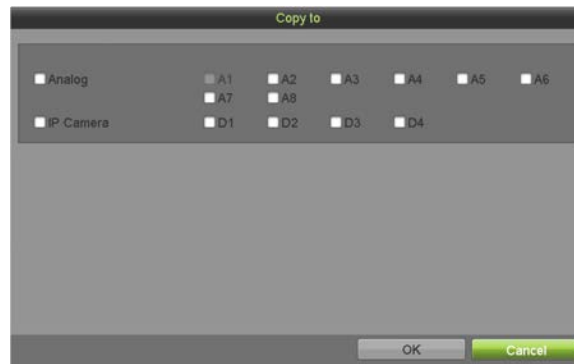 Copy to
Analog A1 A2 A3 A4 A5 A6
A7 A8
IP Camera D1 D2 D3 D4
OK Cancel